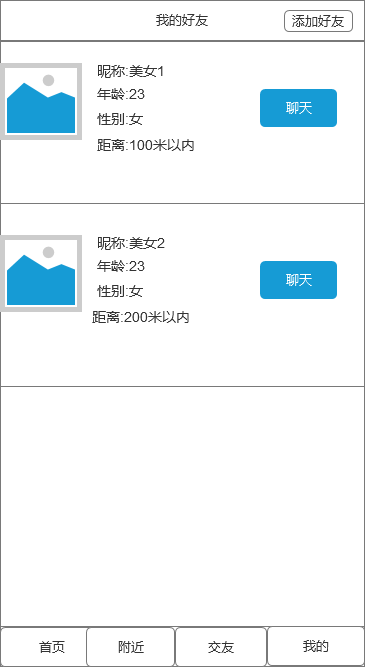 我的好友
添加好友
昵称:美女1
年龄:23
性别:女
距离:100米以内
聊天
昵称:美女2
年龄:23
性别:女
距离:200米以内
聊天
首页
附近
交友
我的